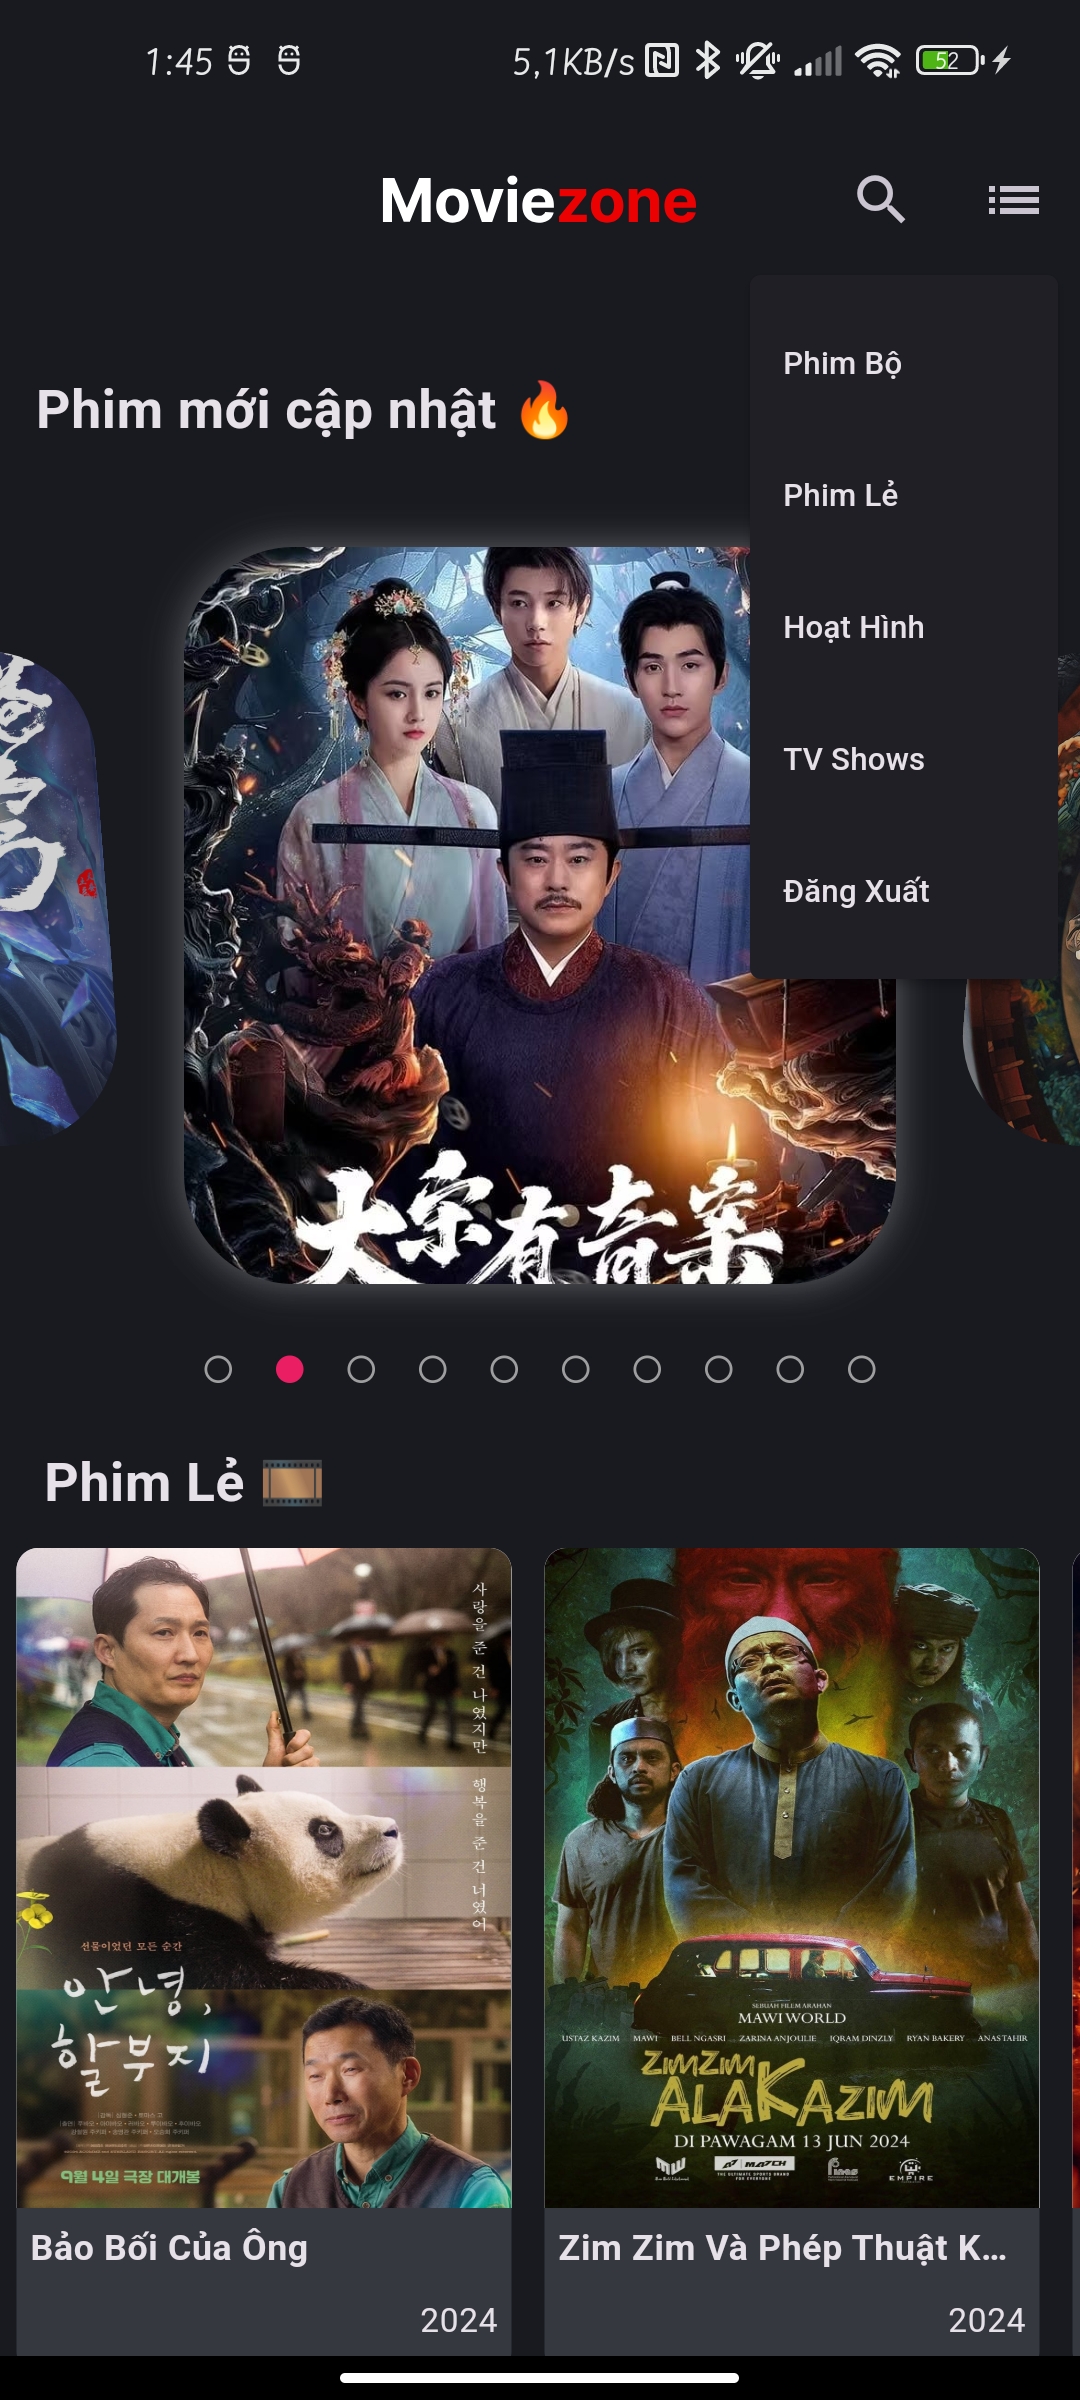 1:45
5,1KB/s
52
Moviezone
Phim Bộ
Phim Lẻ
Hoạt Hình
TV Shows
Đăng Xuất
Phim mới cập nhật 🔥
大宋有奇案
Phim Lẻ 🎞️
사랑을 준 건 나였지만
행복을 준 건 너였어
선물이었던 모든 순간
안녕,
할부지
9월 4일 극장 대개봉
SEBUAH FILEM ARAHAN
MAWI WORLD
USTAZ KAZIM MAWI BELL NGASRI ZARINA ANJOULIE IQRAM DINZLY RYAN BAKERY ANAS TAHIR
ZIMZIM
ALAKAZIM
DI PAWAGAM 13 JUN 2024
MATCH
EMPIRE
Bảo Bối Của Ông
2024
Zim Zim Và Phép Thuật K...
2024